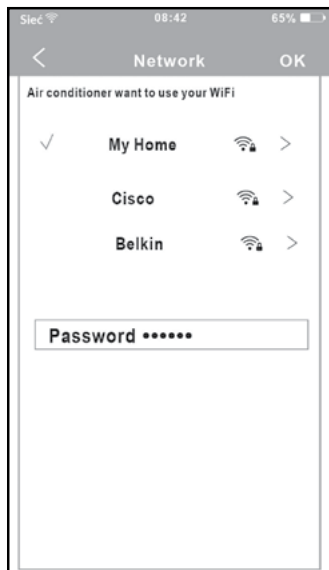 Sieć 08:42 65%
Network OK
Air conditioner want to use your WiFi
My Home
Cisco
Belkin
Password ••••••